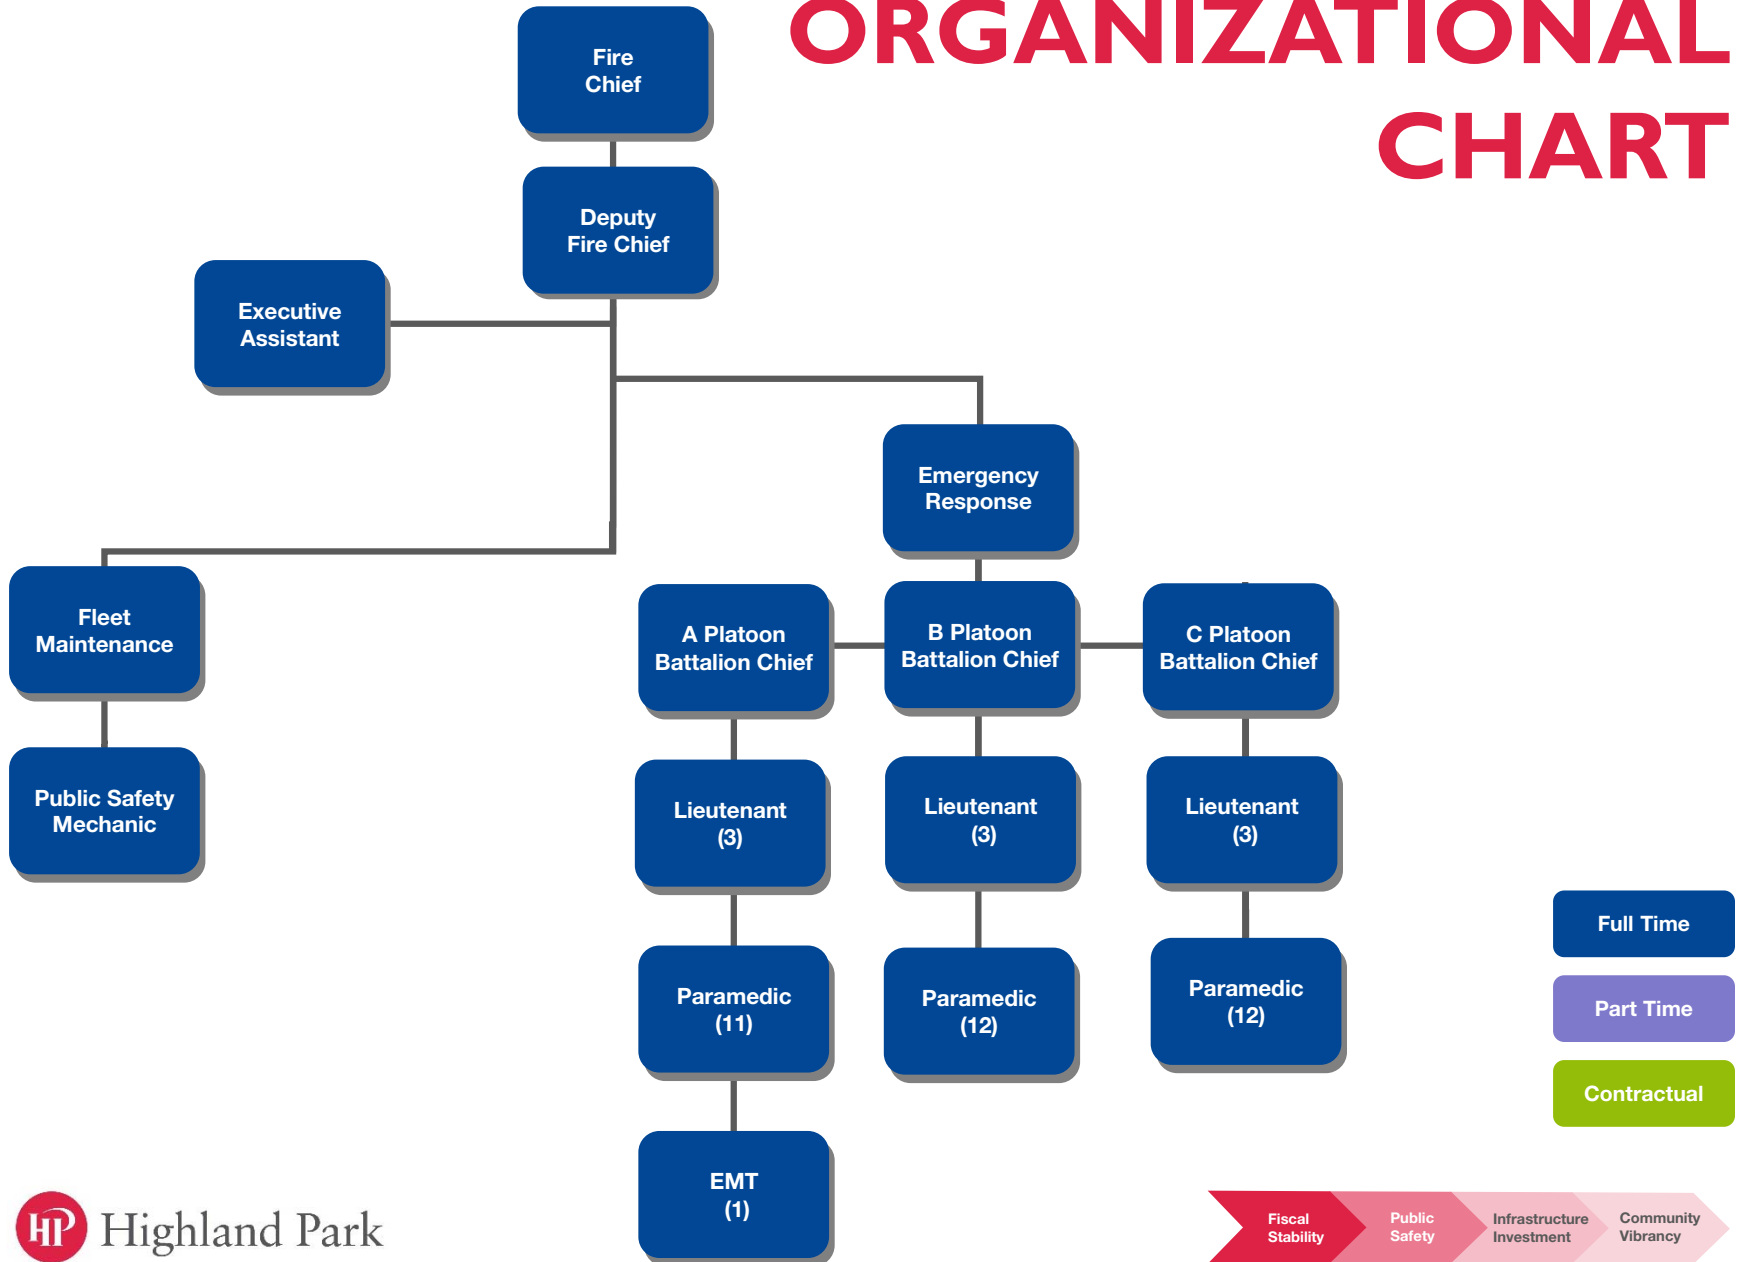 ORGANIZATIONAL
CHART
Fire
Chief
Deputy
Fire Chief
Executive
Assistant
Emergency
Response
Fleet
Maintenance
Public Safety
Mechanic
A Platoon
Battalion Chief
B Platoon
Battalion Chief
C Platoon
Battalion Chief
Lieutenant
(3)
Lieutenant
(3)
Lieutenant
(3)
Paramedic
(11)
Paramedic
(12)
Paramedic
(12)
EMT
(1)
Full Time
Part Time
Contractual
HP
Highland Park
Fiscal
Stability
Public
Safety
Infrastructure
Investment
Community
Vibrancy